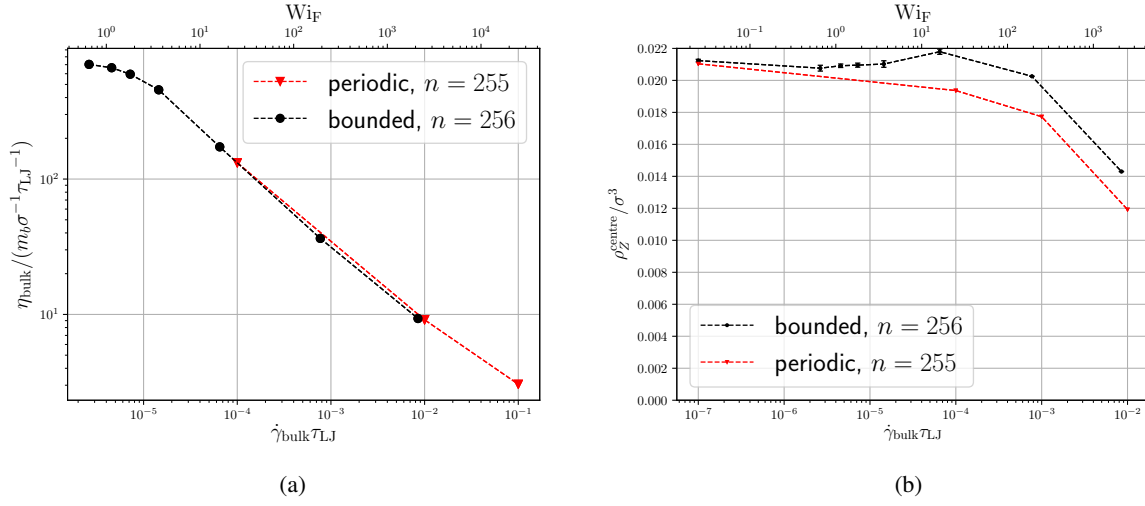 Wi_F
10^0 10^1 10^2 10^3 10^4
η_bulk/(m_b σ^−1 τ_LJ^−1)
10^2
10^1
periodic, n = 255
bounded, n = 256
10^−5 10^−4 10^−3 10^−2 10^−1
γ̇_bulk τ_LJ
(a)
Wi_F
10^−1 10^0 10^1 10^2 10^3
ρ_Z^centre/σ^3
0.022
0.020
0.018
0.016
0.014
0.012
0.010
0.008
0.006
0.004
0.002
0.000
bounded, n = 256
periodic, n = 255
10^−7 10^−6 10^−5 10^−4 10^−3 10^−2
γ̇_bulk τ_LJ
(b)